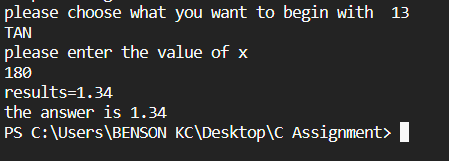 please choose what you want to begin with  13
TAN
please enter the value of x
180
results=1.34
the answer is 1.34
PS C:\Users\BENSON KC\Desktop\C Assignment>